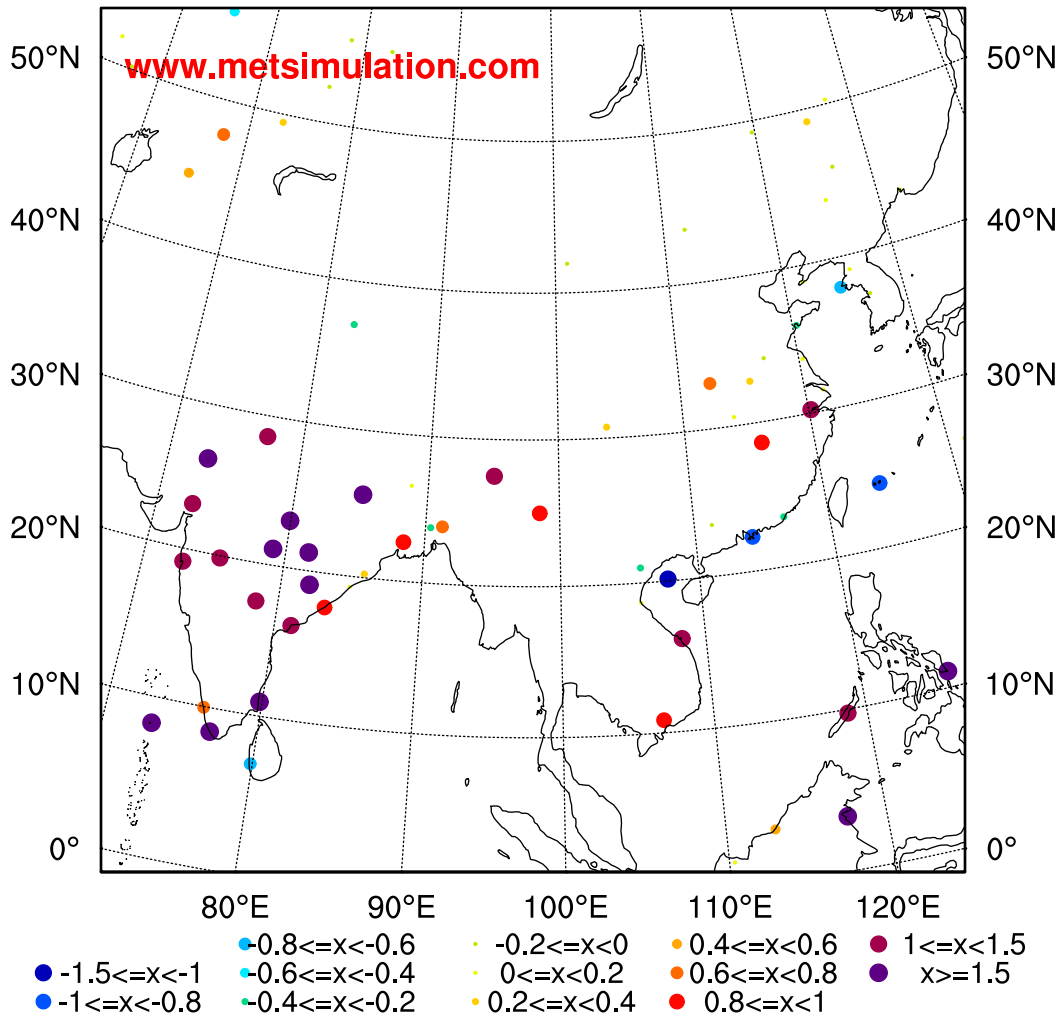 www.metsimulation.com
50°N 50°N
40°N 40°N
30°N 30°N
20°N 20°N
10°N 10°N
0° 0°
80°E 90°E 100°E 110°E 120°E
-0.8<=x<-0.6 -0.2<=x<0 0.4<=x<0.6 1<=x<1.5
-1.5<=x<-1 -0.6<=x<-0.4 0<=x<0.2 0.6<=x<0.8 x>=1.5
-1<=x<-0.8 -0.4<=x<-0.2 0.2<=x<0.4 0.8<=x<1